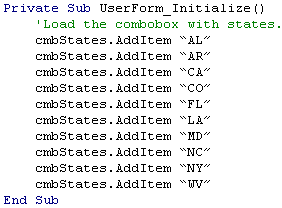 Private Sub UserForm_Initialize()
    'Load the combobox with states.
    cmbStates.AddItem “AL”
    cmbStates.AddItem “AR”
    cmbStates.AddItem “CA”
    cmbStates.AddItem “CO”
    cmbStates.AddItem “FL”
    cmbStates.AddItem “LA”
    cmbStates.AddItem “MD”
    cmbStates.AddItem “NC”
    cmbStates.AddItem “NY”
    cmbStates.AddItem “WV”
End Sub